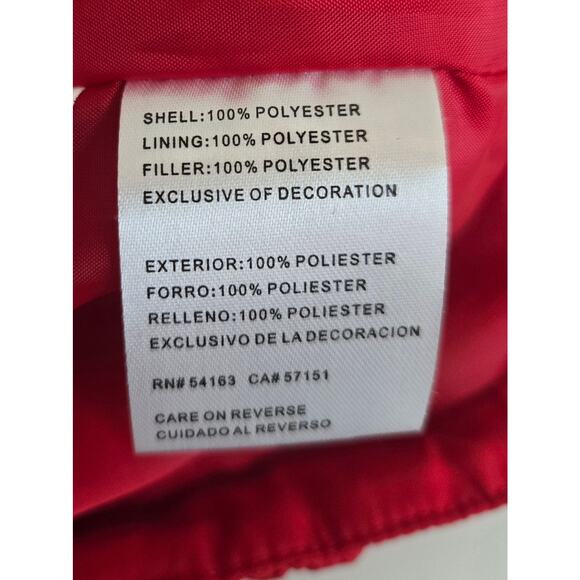 SHELL:100% POLYESTER
LINING:100% POLYESTER
FILLER:100% POLYESTER
EXCLUSIVE OF DECORATION
EXTERIOR:100% POLIESTER
FORRO:100% POLIESTER
RELLENO:100% POLIESTER
EXCLUSIVO DE LA DECORACION
RN# 54163 CA# 57151
CARE ON REVERSE
CUIDADO AL REVERSO